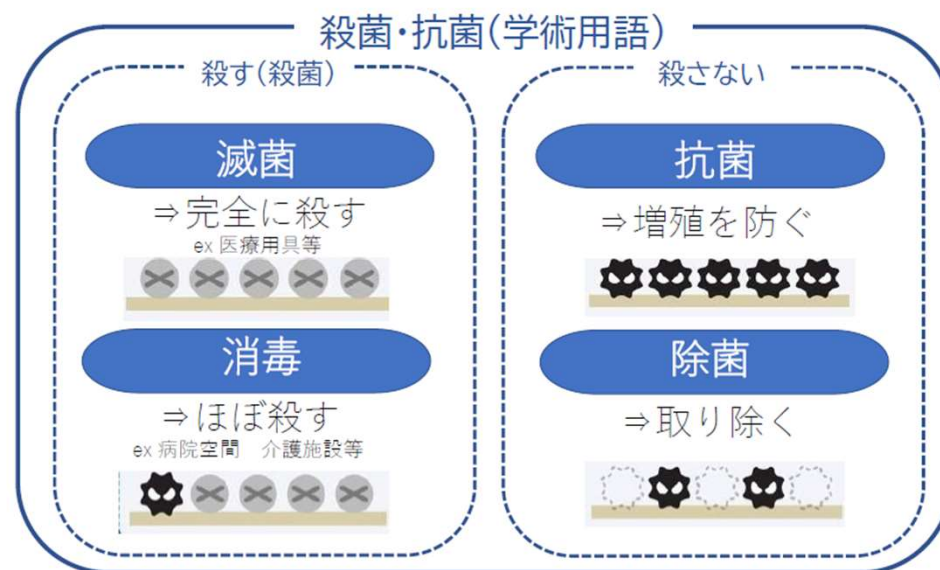 殺菌・抗菌(学術用語)
殺す(殺菌)
滅菌
⇒完全に殺す
ex 医療用具等
消毒
⇒ほぼ殺す
ex 病院空間　介護施設等
殺さない
抗菌
⇒増殖を防ぐ
除菌
⇒取り除く